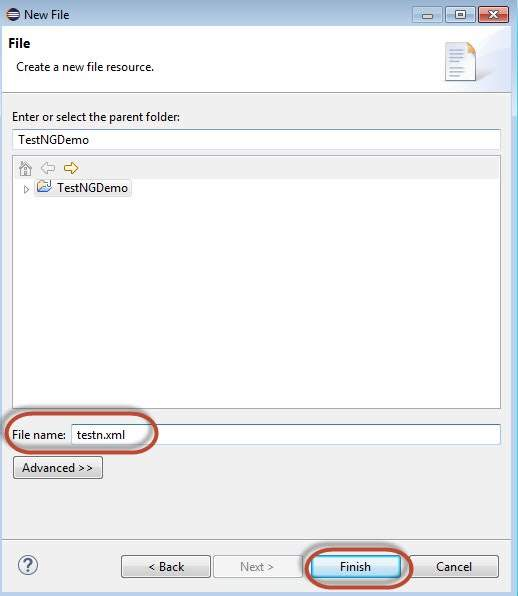 New File
File
Create a new file resource.
Enter or select the parent folder:
TestNGDemo
TestNGDemo
File name: testn.xml
Advanced >>
? < Back Next > Finish Cancel